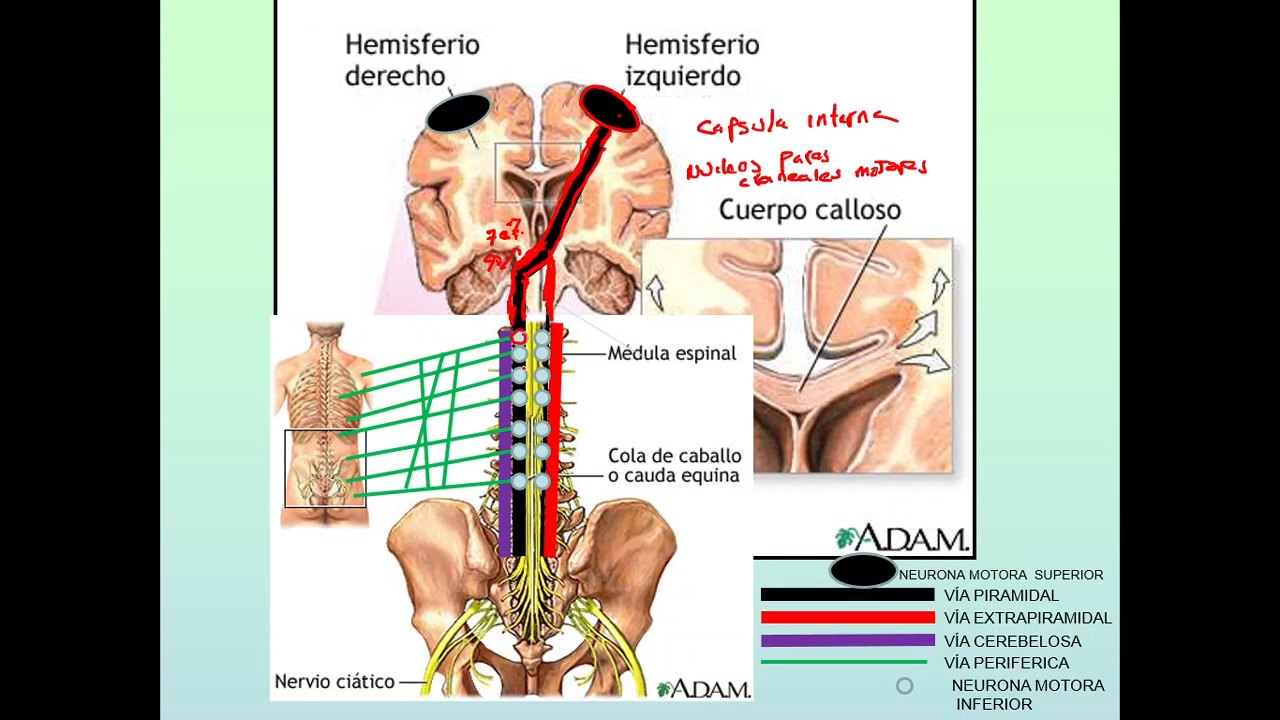 Hemisferio
derecho
Hemisferio
izquierdo
Capsula interna
Nucleos pares
craneales motores
Cuerpo calloso
Médula espinal
Cola de caballo
o cauda equina
Nervio ciático
A.D.A.M.
A.D.A.M.
NEURONA MOTORA SUPERIOR
VÍA PIRAMIDAL
VÍA EXTRAPIRAMIDAL
VÍA CEREBELOSA
VÍA PERIFERICA
NEURONA MOTORA
INFERIOR